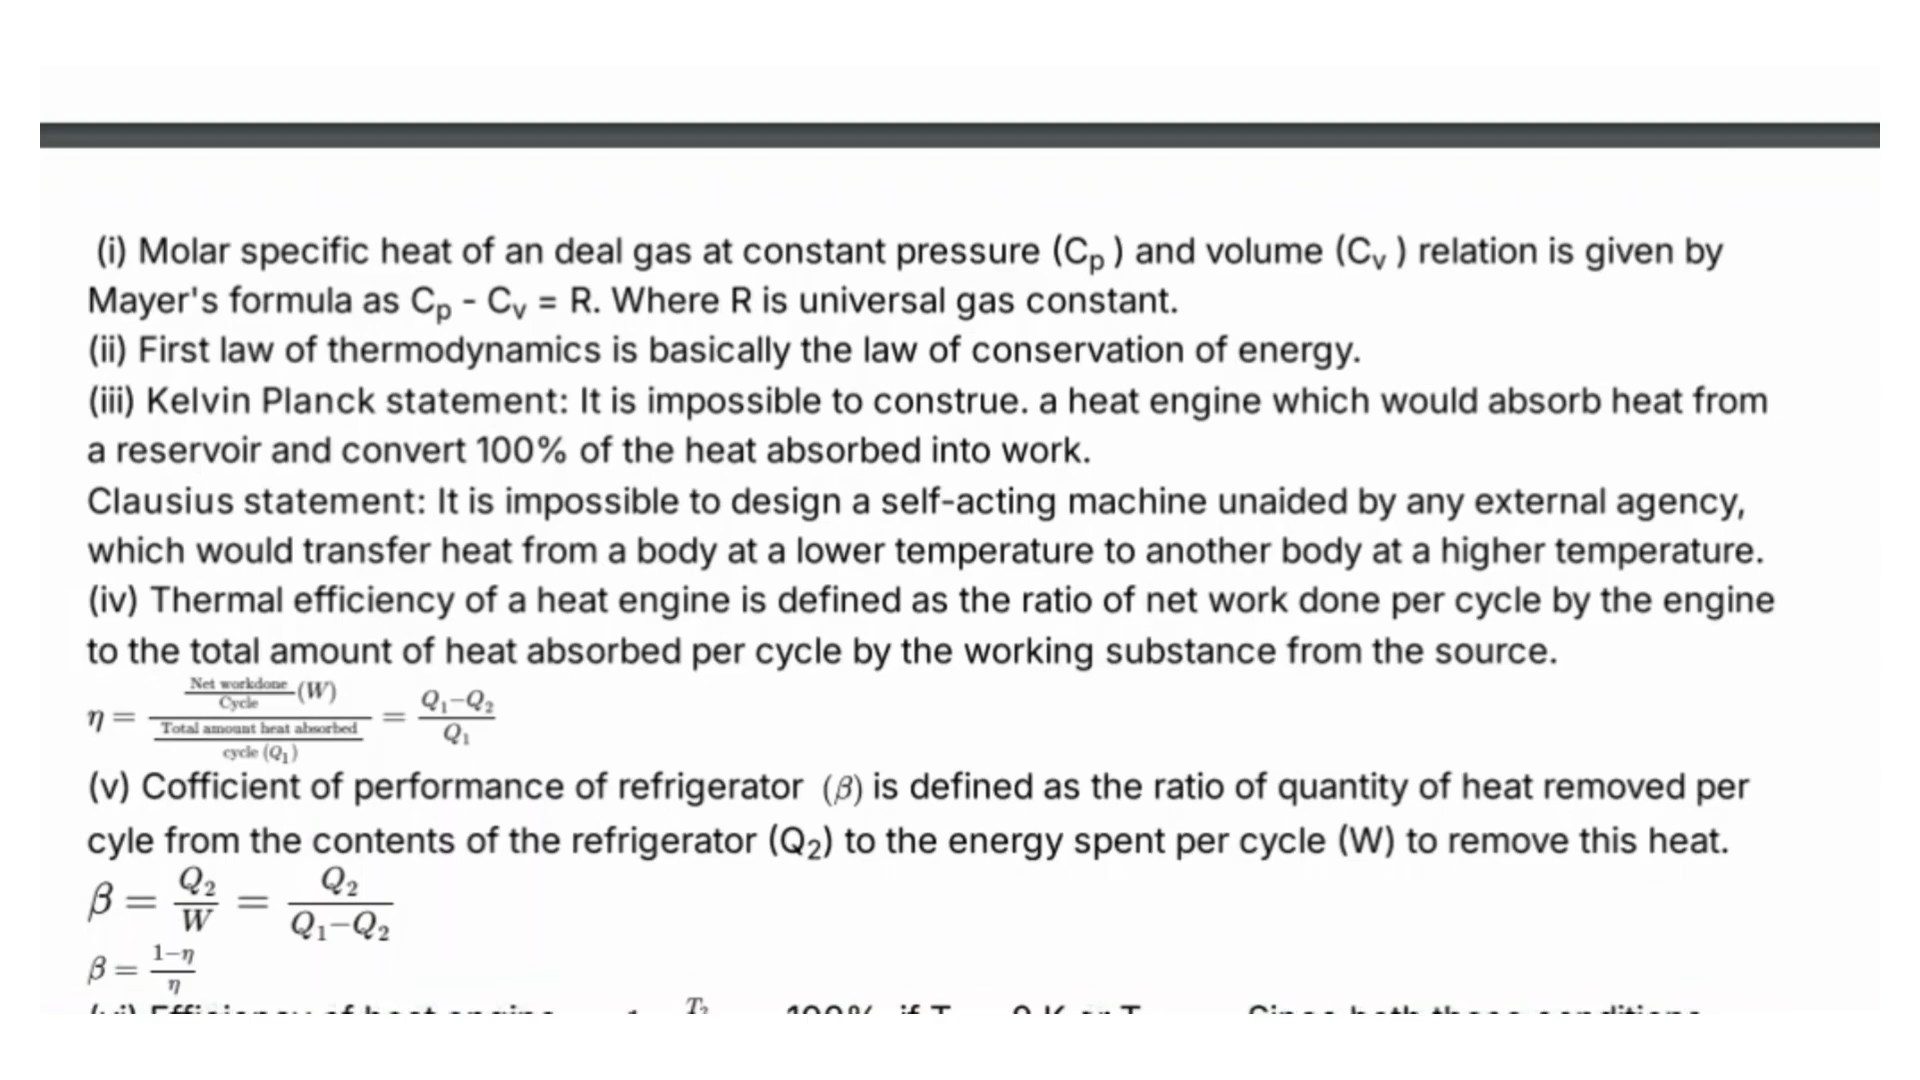 (i) Molar specific heat of an deal gas at constant pressure (Cp ) and volume (Cv ) relation is given by
Mayer's formula as Cp - Cv = R. Where R is universal gas constant.
(ii) First law of thermodynamics is basically the law of conservation of energy.
(iii) Kelvin Planck statement: It is impossible to construe. a heat engine which would absorb heat from
a reservoir and convert 100% of the heat absorbed into work.
Clausius statement: It is impossible to design a self-acting machine unaided by any external agency,
which would transfer heat from a body at a lower temperature to another body at a higher temperature.
(iv) Thermal efficiency of a heat engine is defined as the ratio of net work done per cycle by the engine
to the total amount of heat absorbed per cycle by the working substance from the source.
η = (Net workdone / Cycle (W)) / (Total amount heat absorbed / cycle (Q₁)) = (Q₁−Q₂) / Q₁
(v) Cofficient of performance of refrigerator (β) is defined as the ratio of quantity of heat removed per
cyle from the contents of the refrigerator (Q₂) to the energy spent per cycle (W) to remove this heat.
β = Q₂ / W = Q₂ / (Q₁−Q₂)
β = (1−η) / η